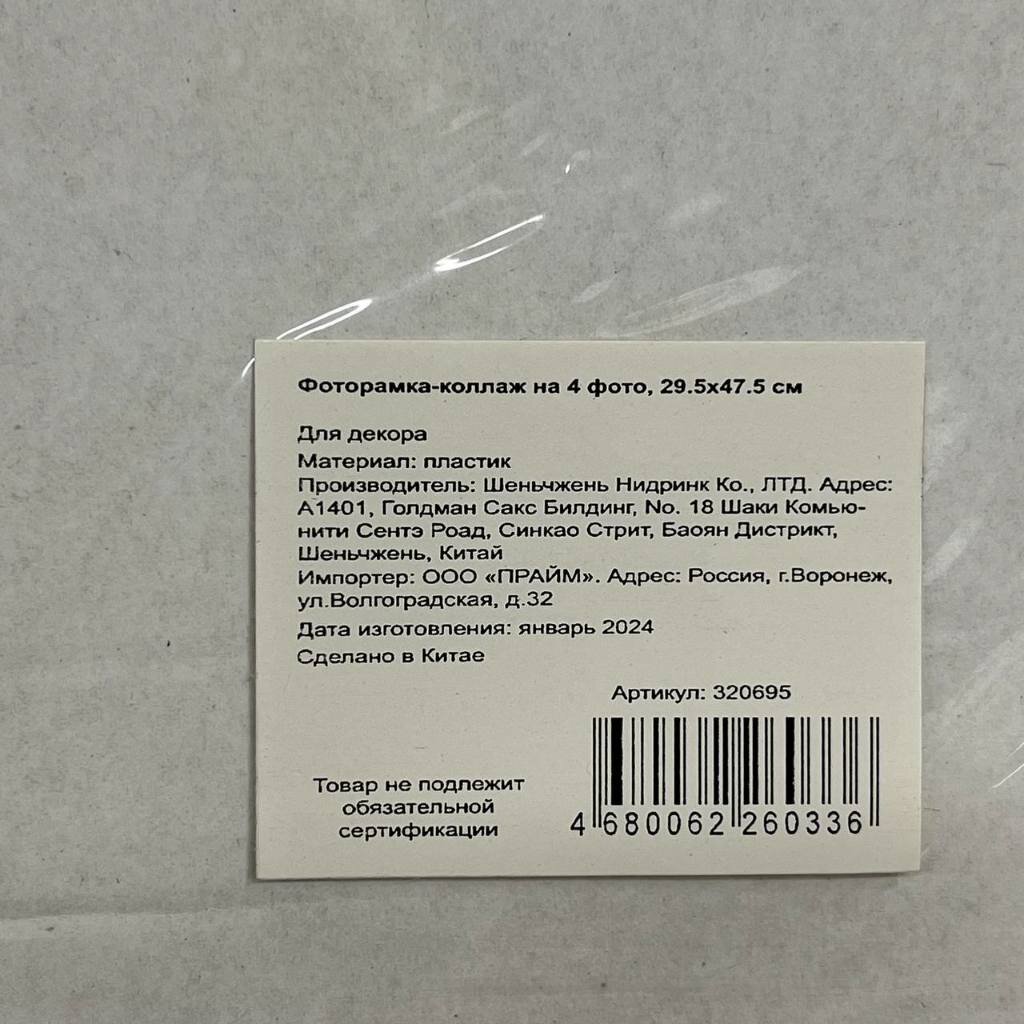 Фоторамка-коллаж на 4 фото, 29.5х47.5 см
Для декора
Материал: пластик
Производитель: Шеньчжень Нидринк Ко., ЛТД. Адрес:
А1401, Голдман Сакс Билдинг, No. 18 Шаки Комью-
нити Сентэ Роад, Синкао Стрит, Баоян Дистрикт,
Шеньчжень, Китай
Импортер: ООО «ПРАЙМ». Адрес: Россия, г.Воронеж,
ул.Волгоградская, д.32
Дата изготовления: январь 2024
Сделано в Китае
Артикул: 320695
Товар не подлежит
обязательной
сертификации
4 680062 260336